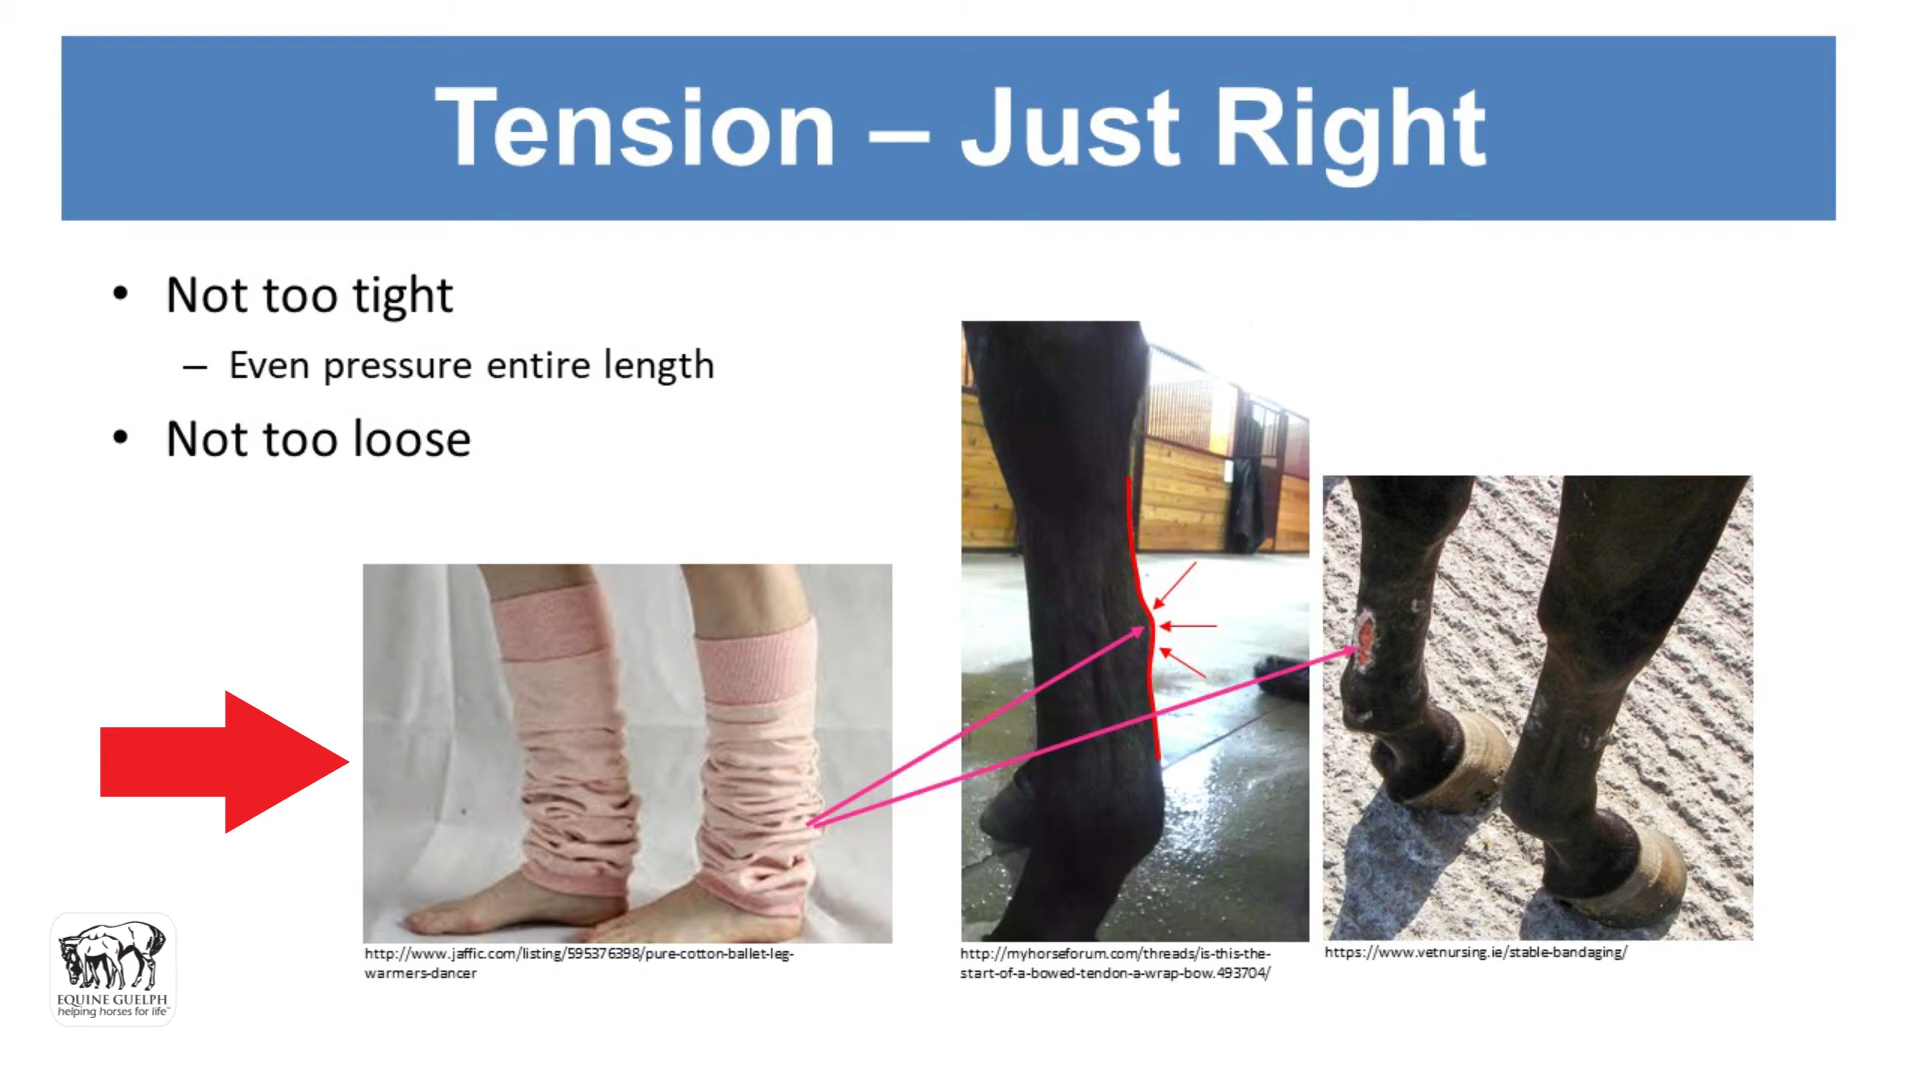 Tension – Just Right
• Not too tight
– Even pressure entire length
• Not too loose
http://www.jaffic.com/listing/595376398/pure-cotton-ballet-leg-
warmers-dancer
http://myhorseforum.com/threads/is-this-the-
start-of-a-bowed-tendon-a-wrap-bow.493704/
https://www.vetnursing.ie/stable-bandaging/
EQUINE GUELPH
helping horses for life™